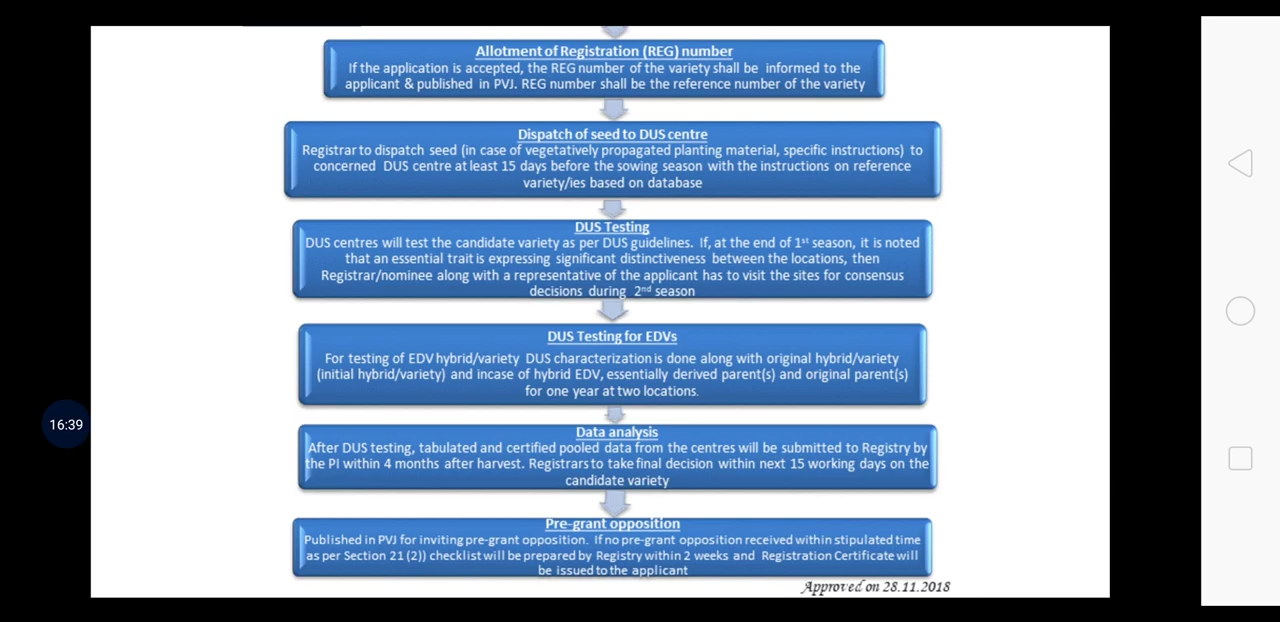 Allotment of Registration (REG) number
If the application is accepted, the REG number of the variety shall be informed to the
applicant & published in PVJ. REG number shall be the reference number of the variety
Dispatch of seed to DUS centre
Registrar to dispatch seed (in case of vegetatively propagated planting material, specific instructions) to
concerned DUS centre at least 15 days before the sowing season with the instructions on reference
variety/ies based on database
DUS Testing
DUS centres will test the candidate variety as per DUS guidelines. If, at the end of 1st season, it is noted
that an essential trait is expressing significant distinctiveness between the locations, then
Registrar/nominee along with a representative of the applicant has to visit the sites for consensus
decisions during 2nd season
DUS Testing for EDVs
For testing of EDV hybrid/variety DUS characterization is done along with original hybrid/variety
(initial hybrid/variety) and incase of hybrid EDV, essentially derived parent(s) and original parent(s)
for one year at two locations.
16:39
Data analysis
After DUS testing, tabulated and certified pooled data from the centres will be submitted to Registry by
the PI within 4 months after harvest. Registrars to take final decision within next 15 working days on the
candidate variety
Pre-grant opposition
Published in PVJ for inviting pre-grant opposition. If no pre-grant opposition received within stipulated time
as per Section 21 (2)) checklist will be prepared by Registry within 2 weeks and Registration Certificate will
be issued to the applicant
Approved on 28.11.2018